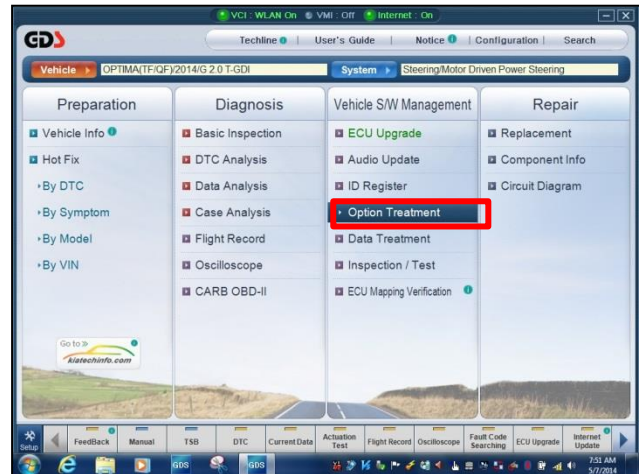 VCI : WLAN On VMI : Off Internet : On
GDS Techline User's Guide Notice Configuration Search
Vehicle OPTIMA(TF/QF)/2014/G 2.0 T-GDI System Steering/Motor Driven Power Steering
Preparation
Vehicle Info
Hot Fix
By DTC
By Symptom
By Model
By VIN
Go to
kiatechinfo.com
Diagnosis
Basic Inspection
DTC Analysis
Data Analysis
Case Analysis
Flight Record
Oscilloscope
CARB OBD-II
Vehicle S/W Management
ECU Upgrade
Audio Update
ID Register
Option Treatment
Data Treatment
Inspection / Test
ECU Mapping Verification
Repair
Replacement
Component Info
Circuit Diagram
Setup FeedBack Manual TSB DTC Current Data Actuation Test Flight Record Oscilloscope Fault Code Searching ECU Upgrade Internet Update
GDS GDS 7:51 AM
5/7/2014